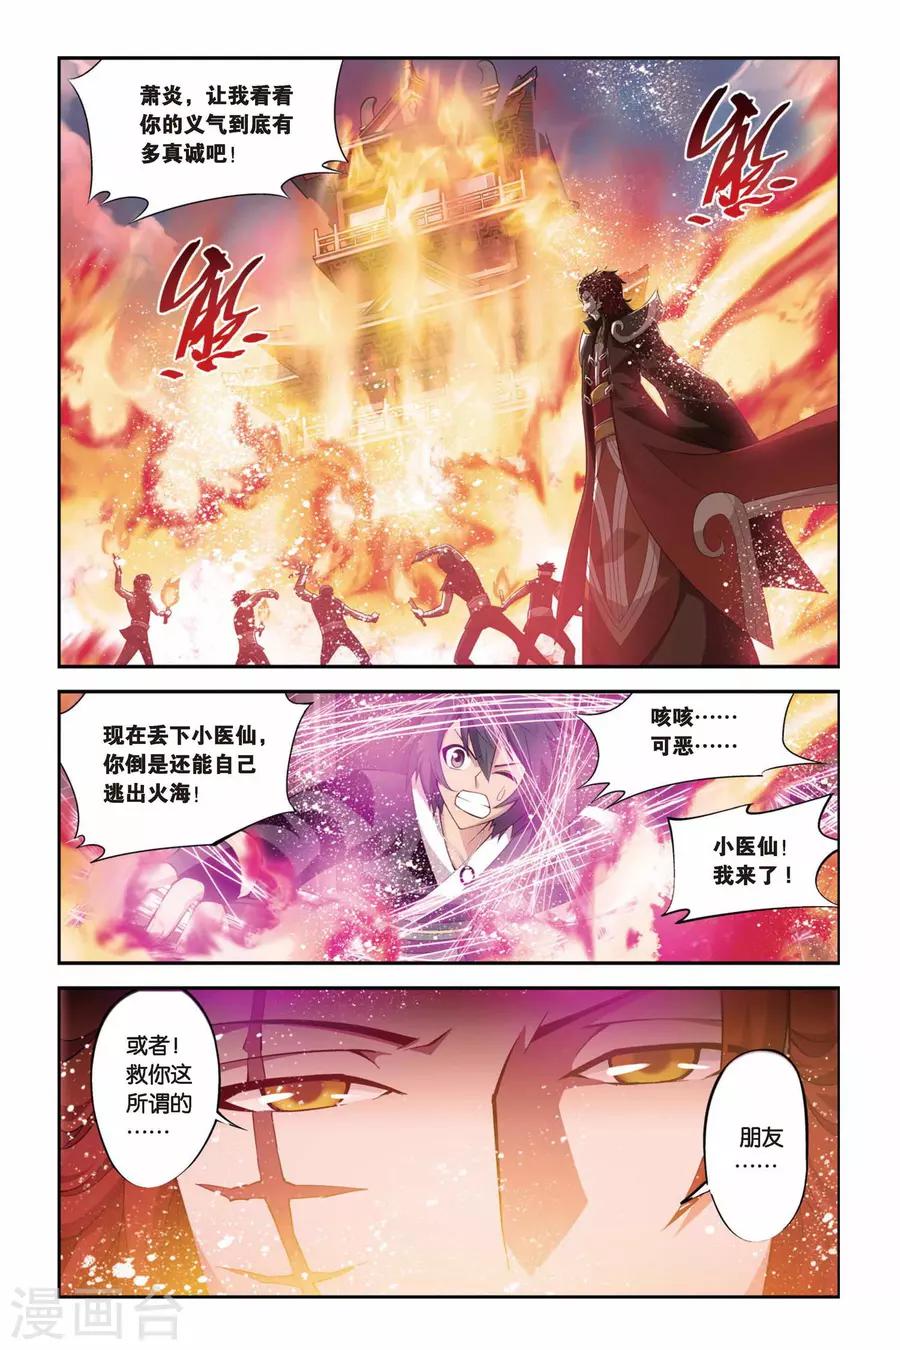 萧炎，让我看看
你的义气到底有
多真诚吧！
熊
熊
现在丢下小医仙，
你倒是还能自己
逃出火海！
咳咳……
可恶……
小医仙！
我来了！
或者！
救你这
所谓的
……
朋友
……
漫画台